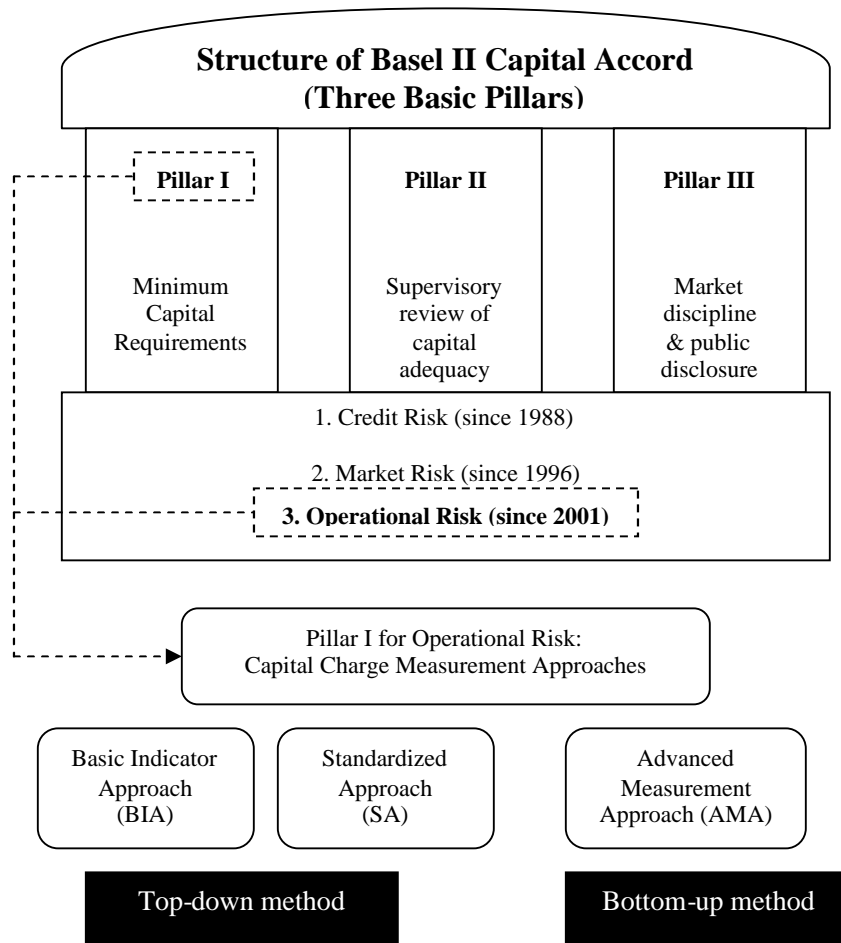 Structure of Basel II Capital Accord
(Three Basic Pillars)
Pillar I
Pillar II
Pillar III
Minimum
Capital
Requirements
Supervisory
review of
capital
adequacy
Market
discipline
& public
disclosure
1. Credit Risk (since 1988)
2. Market Risk (since 1996)
3. Operational Risk (since 2001)
Pillar I for Operational Risk:
Capital Charge Measurement Approaches
Basic Indicator
Approach
(BIA)
Standardized
Approach
(SA)
Advanced
Measurement
Approach (AMA)
Top-down method
Bottom-up method